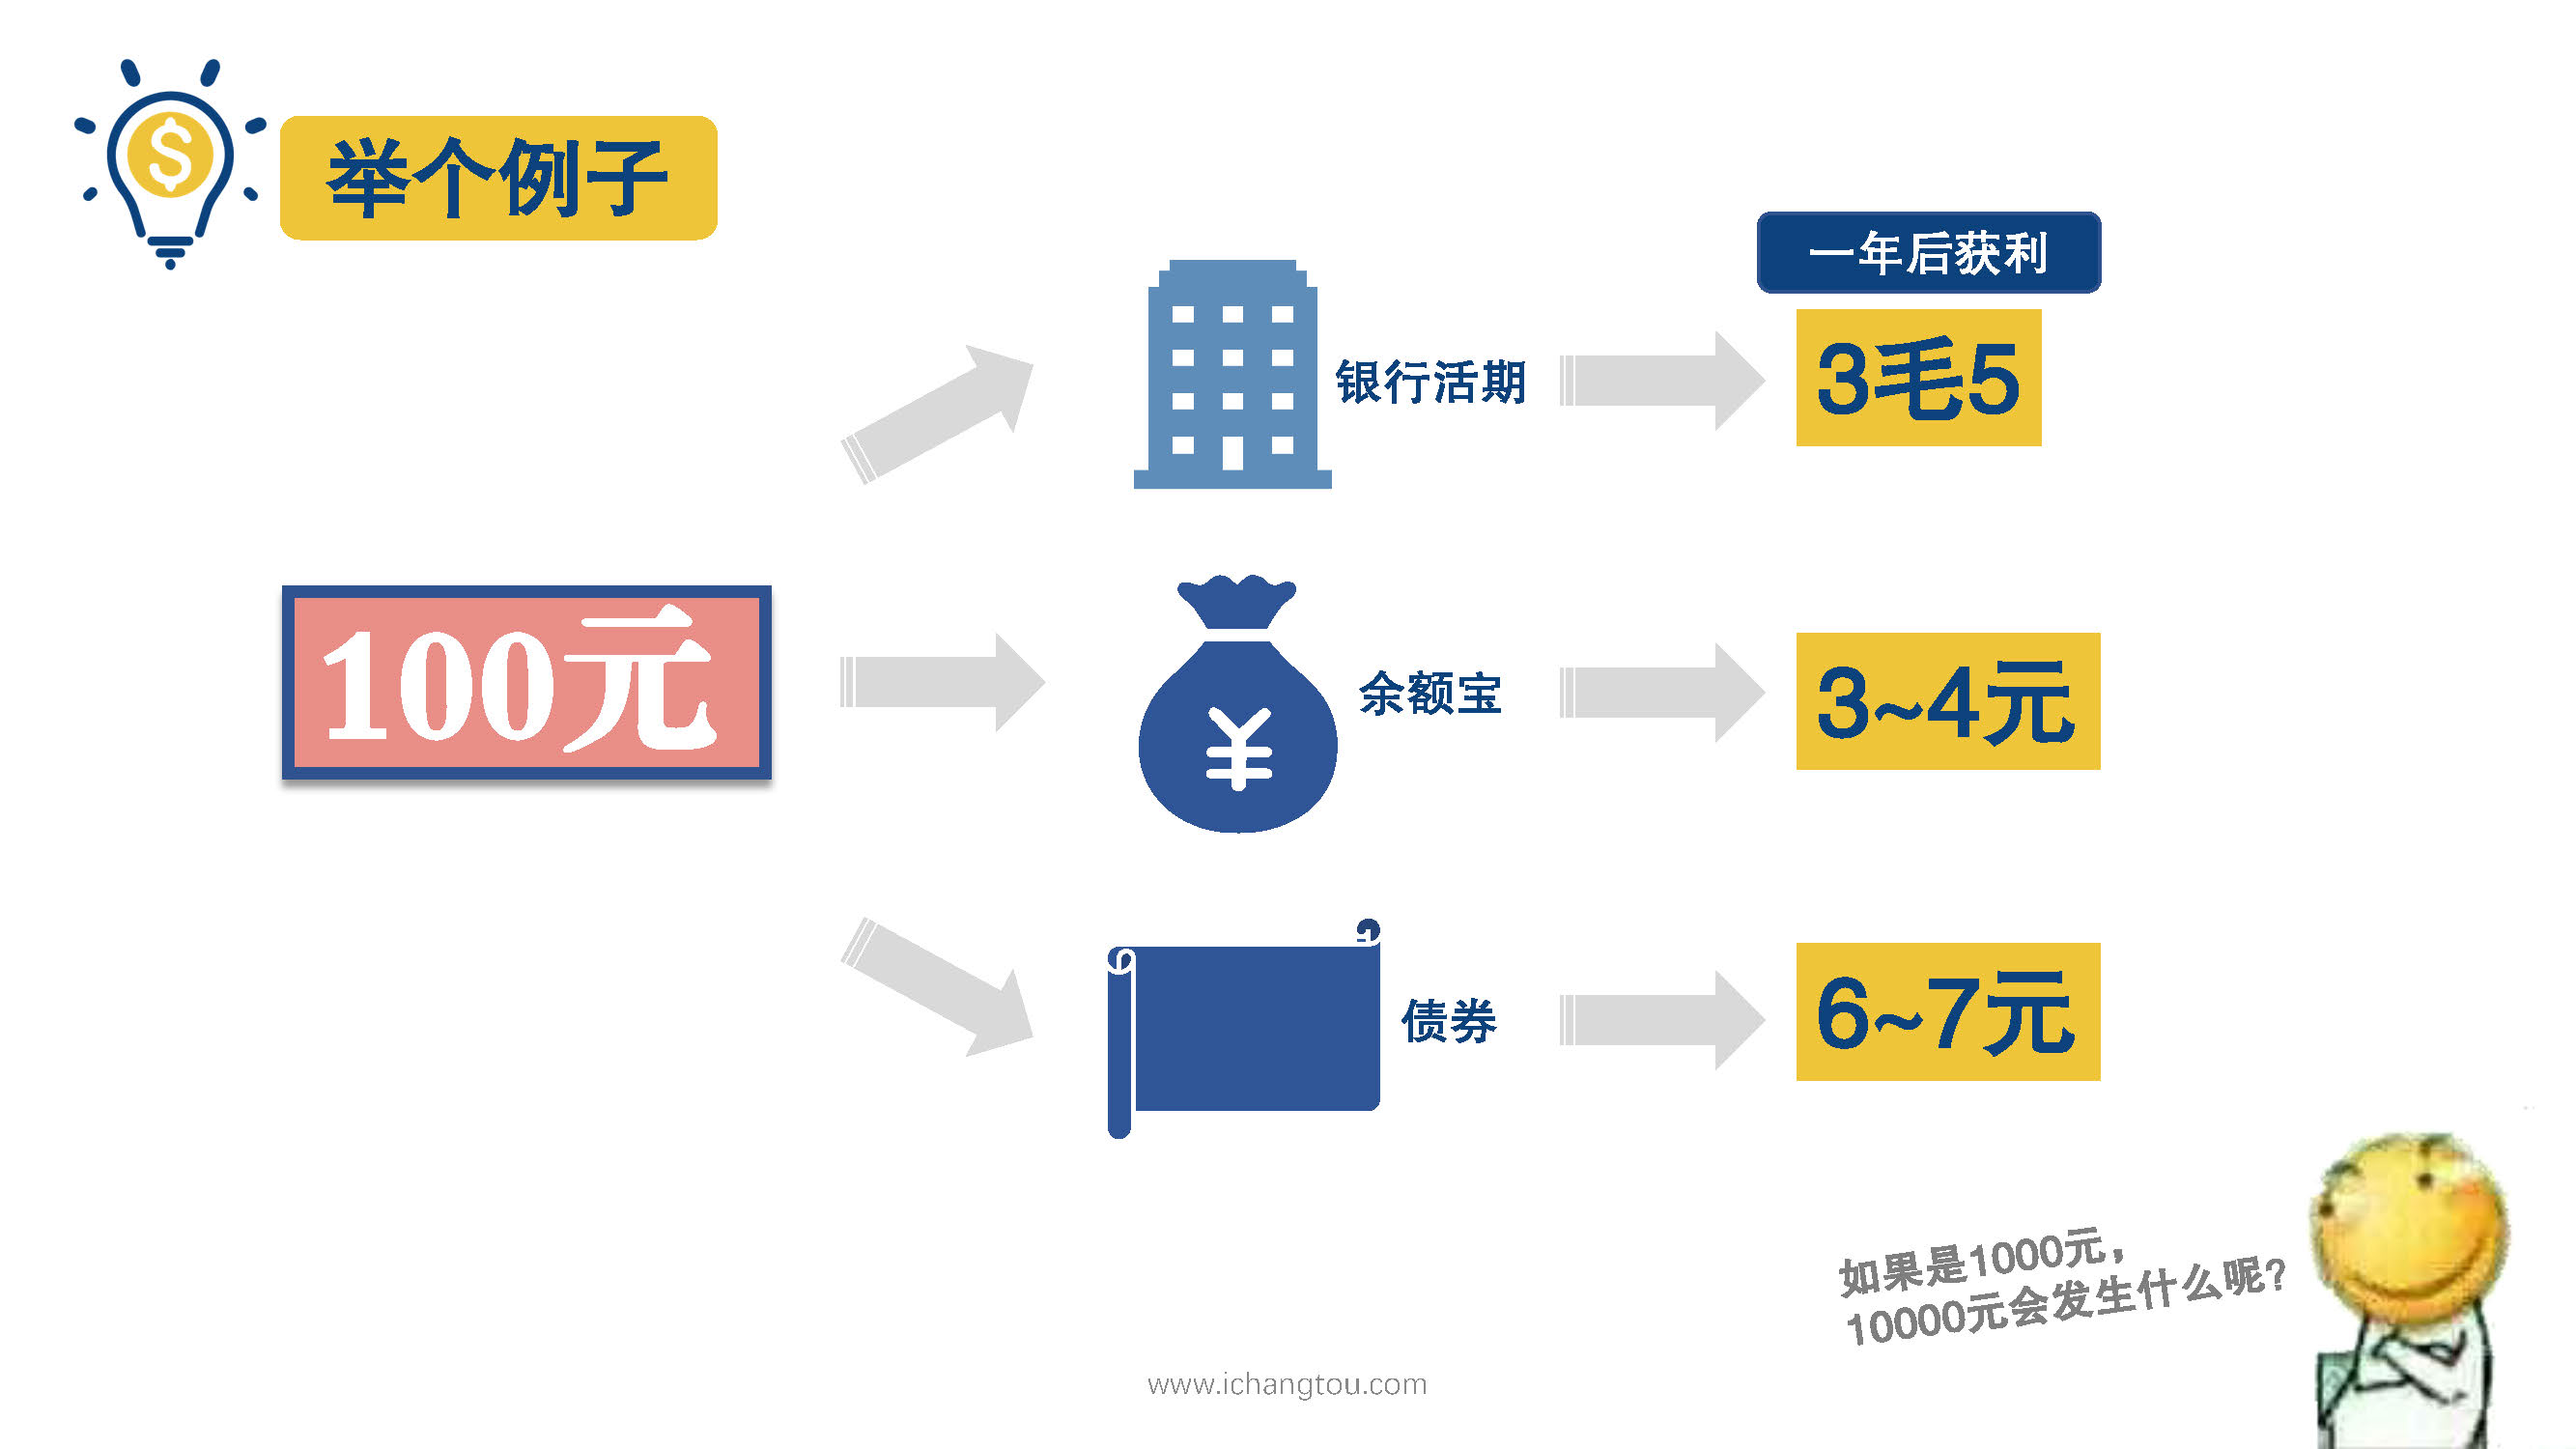 举个例子
一年后获利
银行活期
3毛5
100元
余额宝
3~4元
债券
6~7元
如果是1000元，
10000元会发生什么呢？
www.ichangtou.com